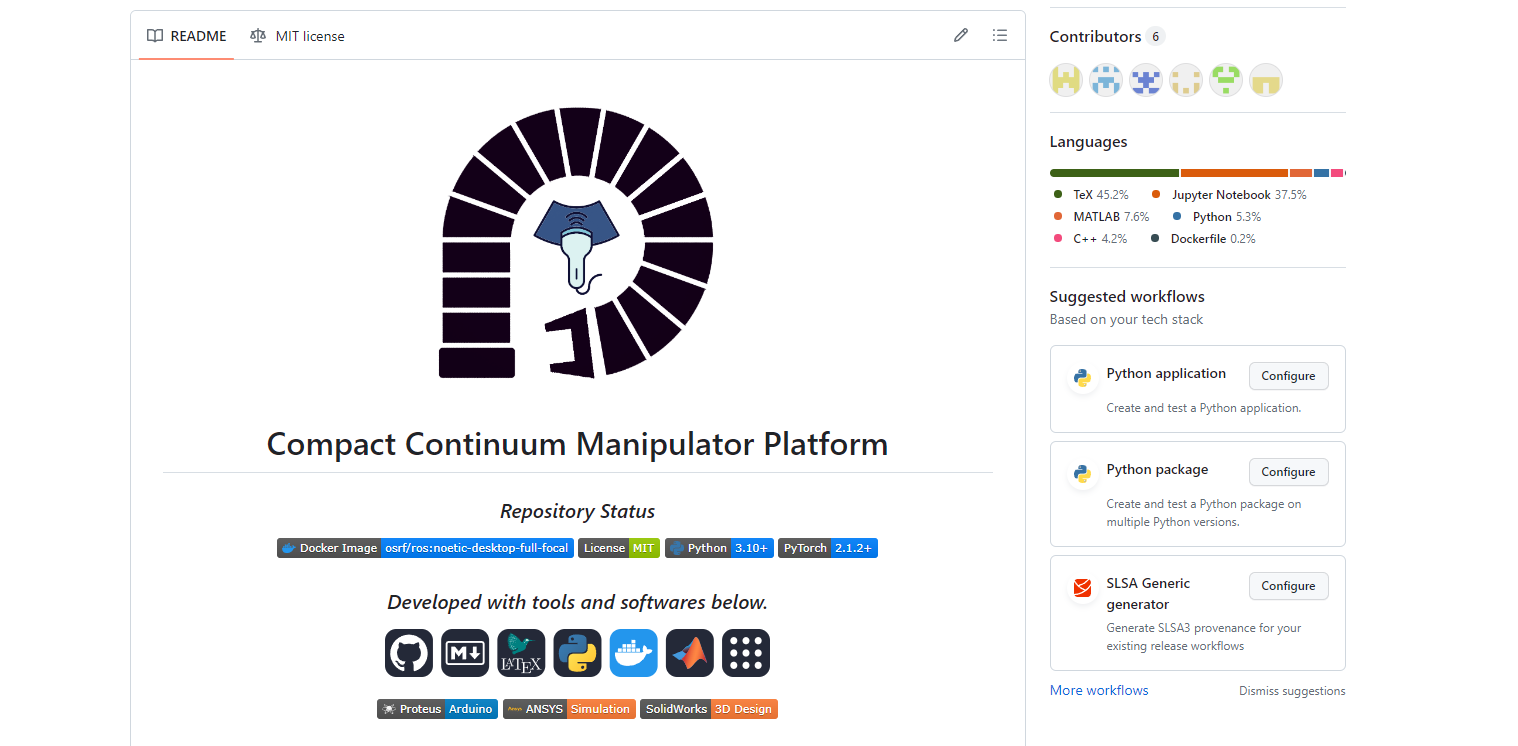 README
MIT license
Compact Continuum Manipulator Platform
Repository Status
Docker Image osrf/ros:noetic-desktop-full-focal License MIT Python 3.10+ PyTorch 2.1.2+
Developed with tools and softwares below.
M LATEX
Proteus Arduino Ansys ANSYS Simulation SolidWorks 3D Design
Contributors 6
Languages
TeX 45.2% Jupyter Notebook 37.5%
MATLAB 7.6% Python 5.3%
C++ 4.2% Dockerfile 0.2%
Suggested workflows
Based on your tech stack
Python application Configure
Create and test a Python application.
Python package Configure
Create and test a Python package on
multiple Python versions.
SLSA Generic
generator
Configure
Generate SLSA3 provenance for your
existing release workflows
More workflows Dismiss suggestions